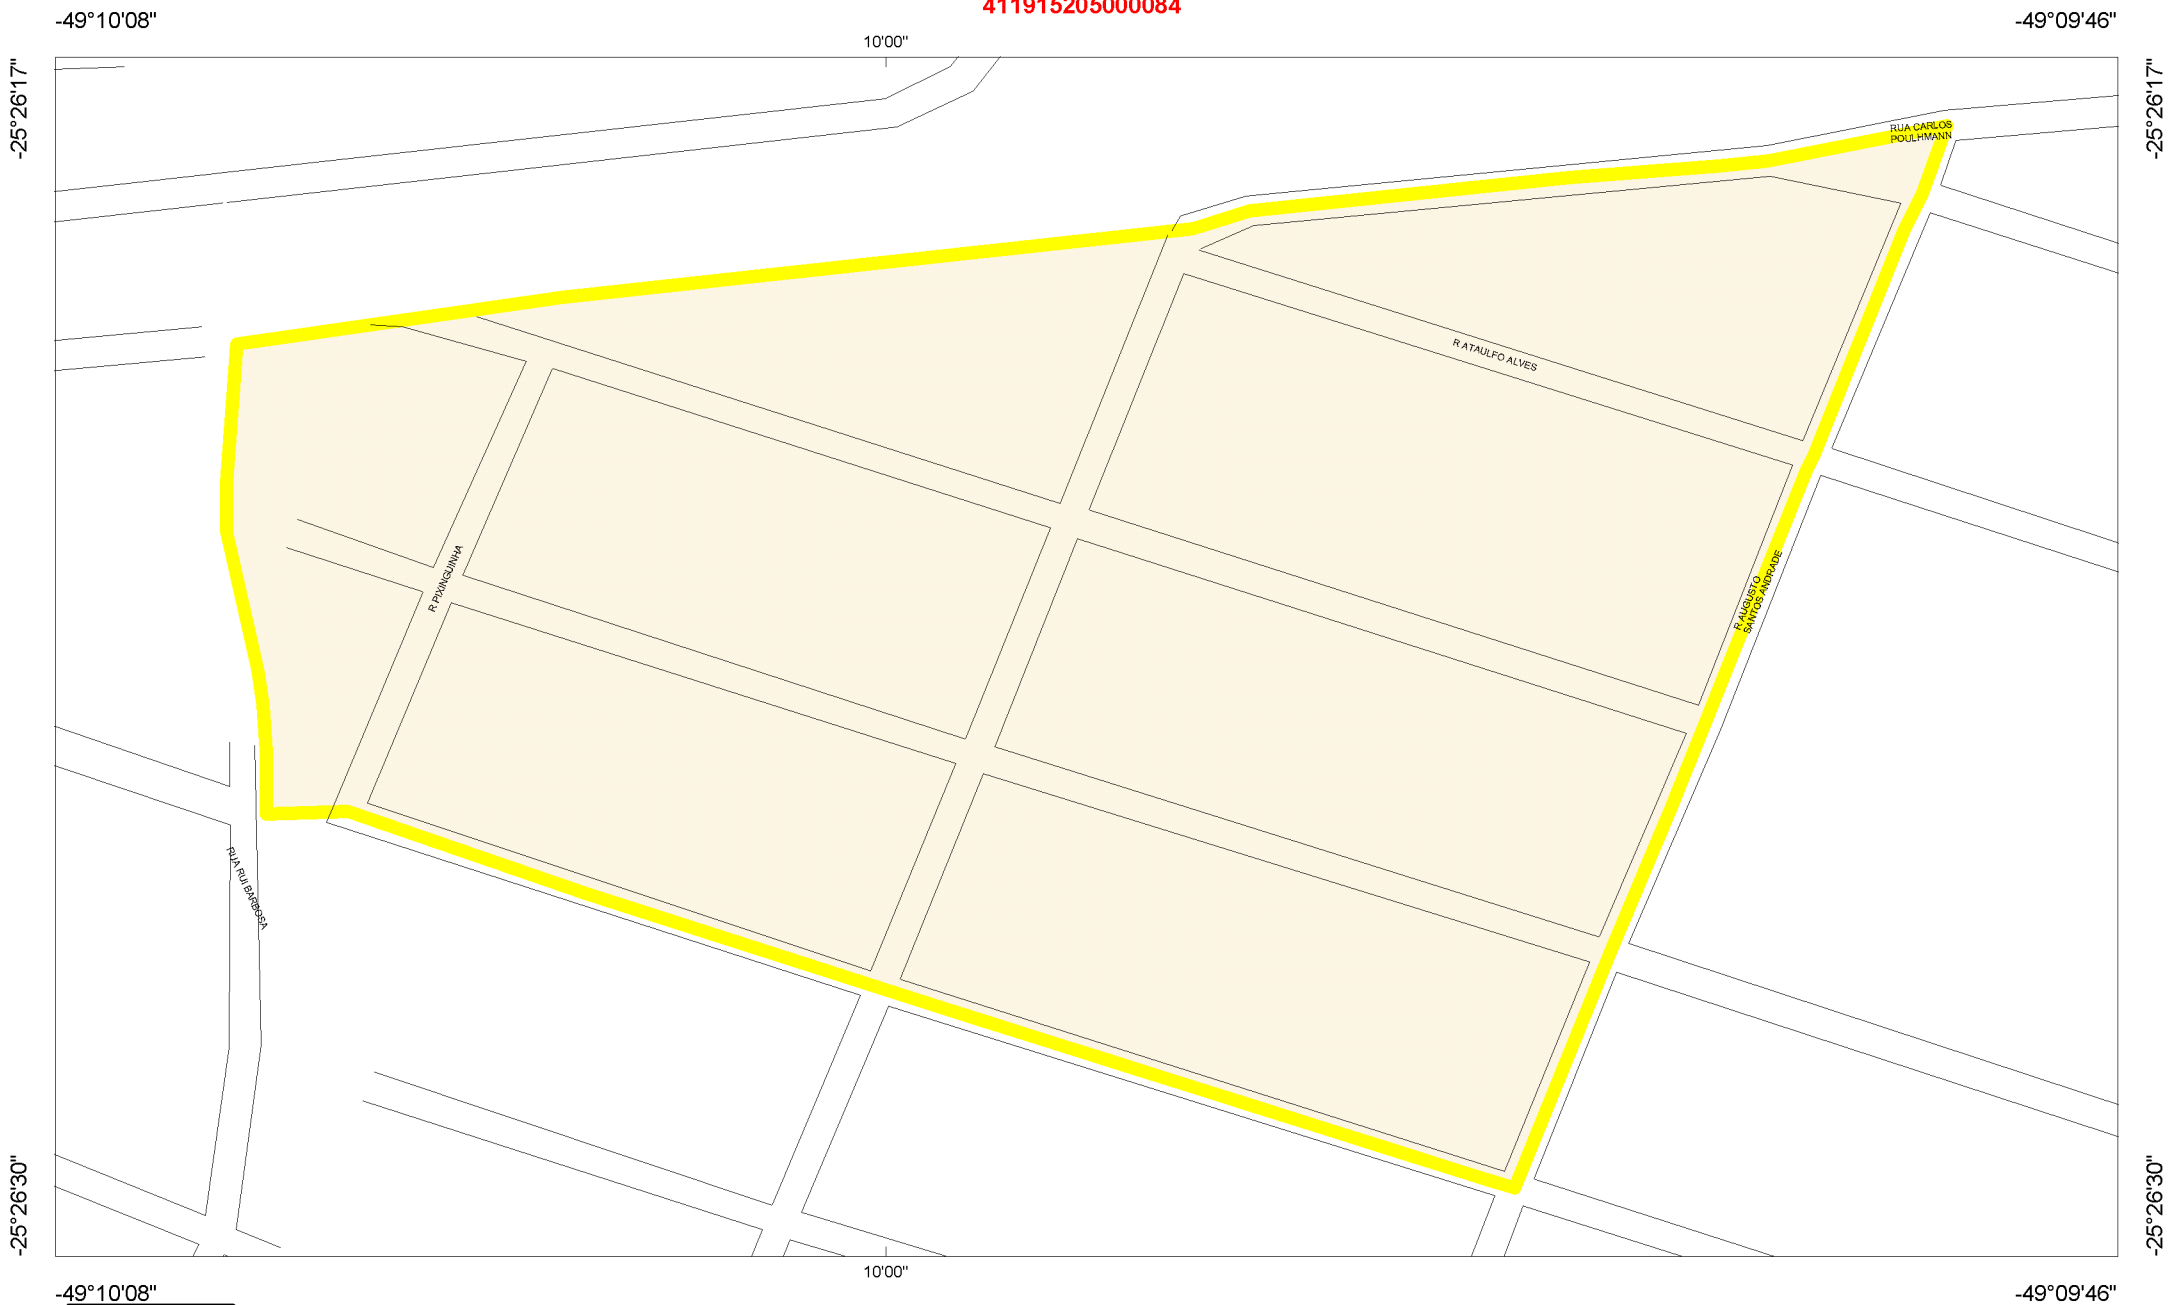 411915205000084
-49°10'08"
-49°09'46"
10'00"
-25°26'17"
-25°26'17"
RUA CARLOS
POULHMANN
R ATAULFO ALVES
R PIXINGUINHA
R AUGUSTO
SANTOS ANDRADE
RUA RUI BARBOSA
-25°26'30"
-25°26'30"
10'00"
-49°10'08"
-49°09'46"